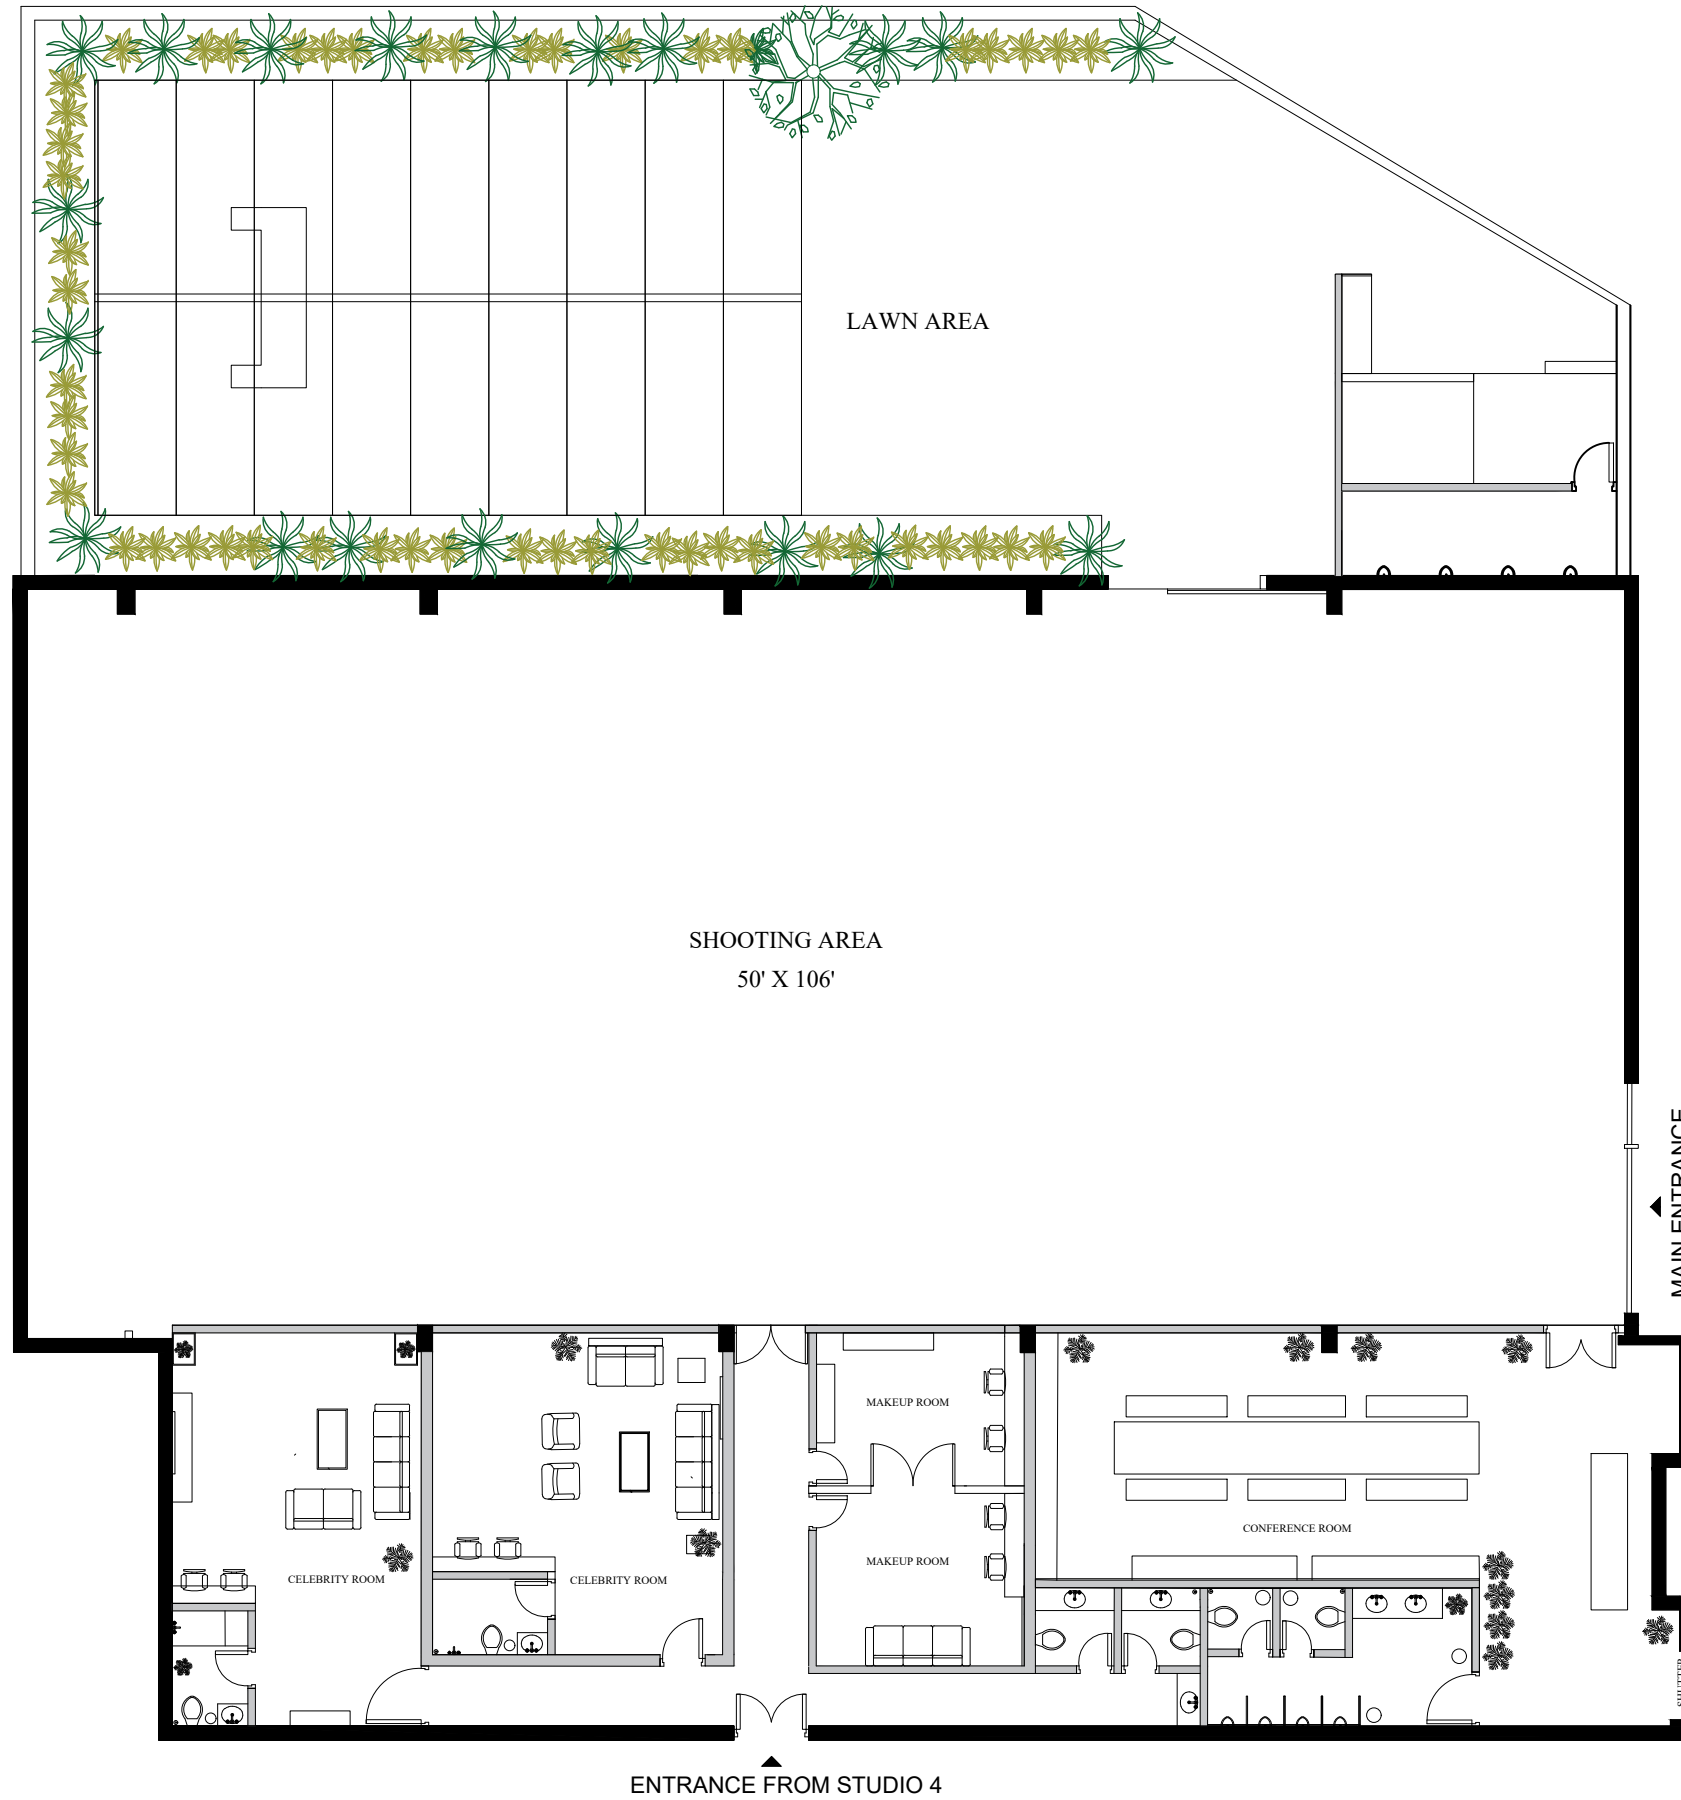 LAWN AREA
SHOOTING AREA
50' X 106'
MAIN ENTRANCE
MAKEUP ROOM
CONFERENCE ROOM
MAKEUP ROOM
CELEBRITY ROOM
CELEBRITY ROOM
SHUTTER
ENTRANCE FROM STUDIO 4